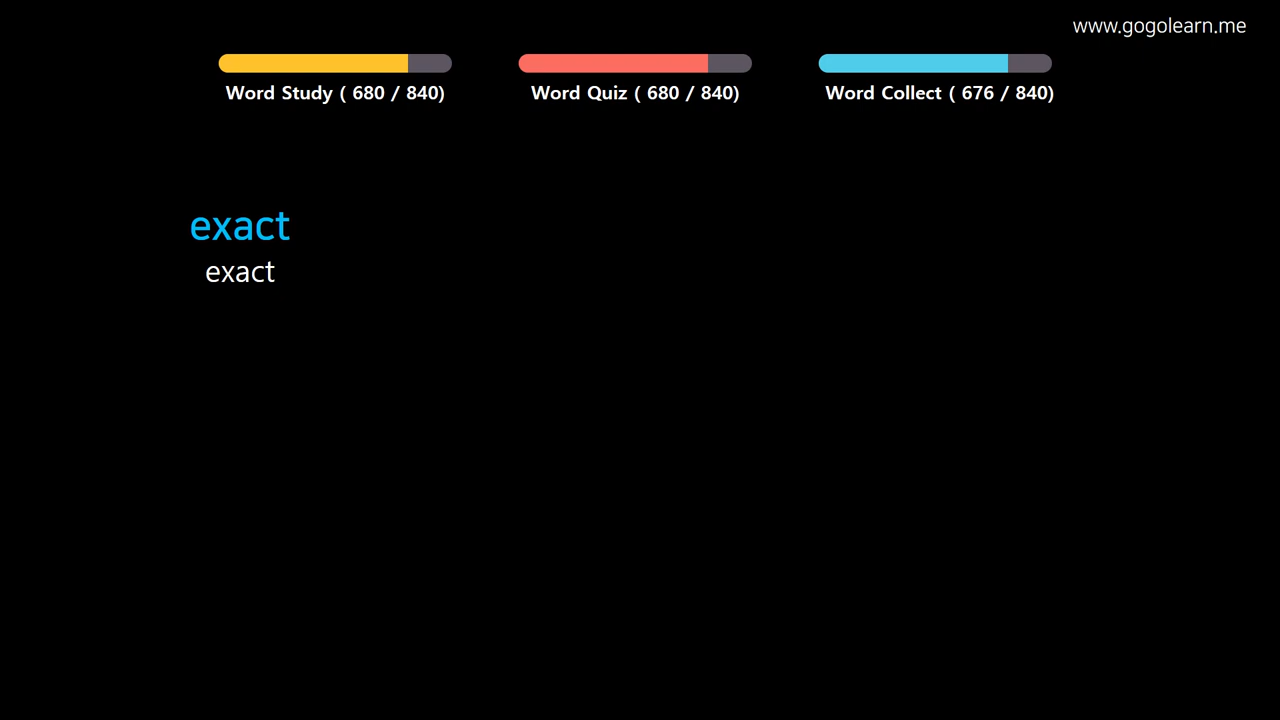 www.gogolearn.me
Word Study ( 680 / 840)
Word Quiz ( 680 / 840)
Word Collect ( 676 / 840)
exact
exact